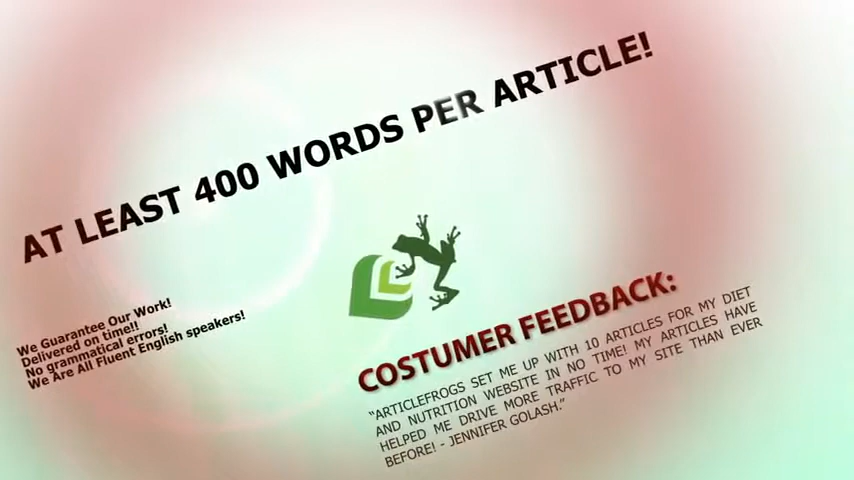 AT LEAST 400 WORDS PER ARTICLE!
We Guarantee Our Work!
Delivered on time!!
No grammatical errors!
We Are All Fluent English speakers!
COSTUMER FEEDBACK:
“ARTICLEFROGS SET ME UP WITH 10 ARTICLES FOR MY DIET
AND NUTRITION WEBSITE IN NO TIME! MY ARTICLES HAVE
HELPED ME DRIVE MORE TRAFFIC TO MY SITE THAN EVER
BEFORE! - JENNIFER GOLASH.”